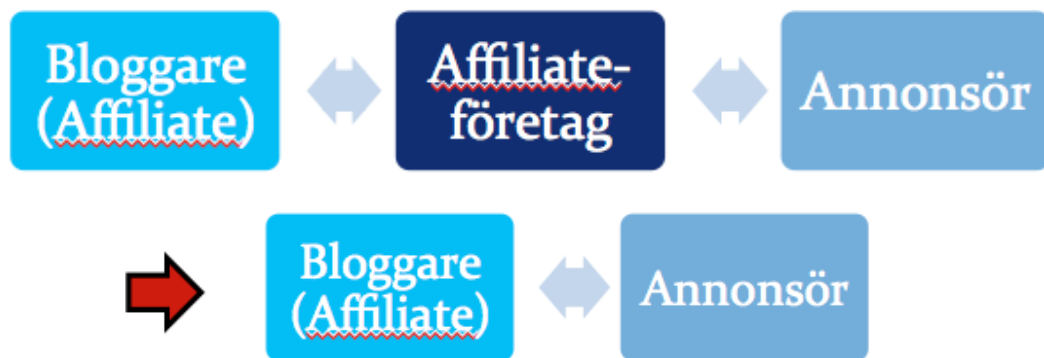 Bloggare
(Affiliate)
Affiliate-
företag
Annonsör
Bloggare
(Affiliate)
Annonsör